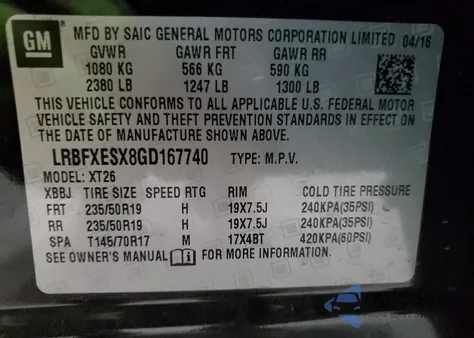 GM
MFD BY SAIC GENERAL MOTORS CORPORATION LIMITED 04/16
GVWR GAWR FRT GAWR RR
1080 KG 566 KG 590 KG
2380 LB 1247 LB 1300 LB
THIS VEHICLE CONFORMS TO ALL APPLICABLE U.S. FEDERAL MOTOR
VEHICLE SAFETY AND THEFT PREVENTION STANDARDS IN EFFECT
ON THE DATE OF MANUFACTURE SHOWN ABOVE.
LRBFXESX8GD167740 TYPE: M.P.V.
MODEL: XT26
XBBJ TIRE SIZE SPEED RTG RIM COLD TIRE PRESSURE
FRT 235/50R19 H 19X7.5J 240KPA(35PSI)
RR 235/50R19 H 19X7.5J 240KPA(35PSI)
SPA T145/70R17 M 17X4BT 420KPA(60PSI)
SEE OWNER'S MANUAL FOR MORE INFORMATION.